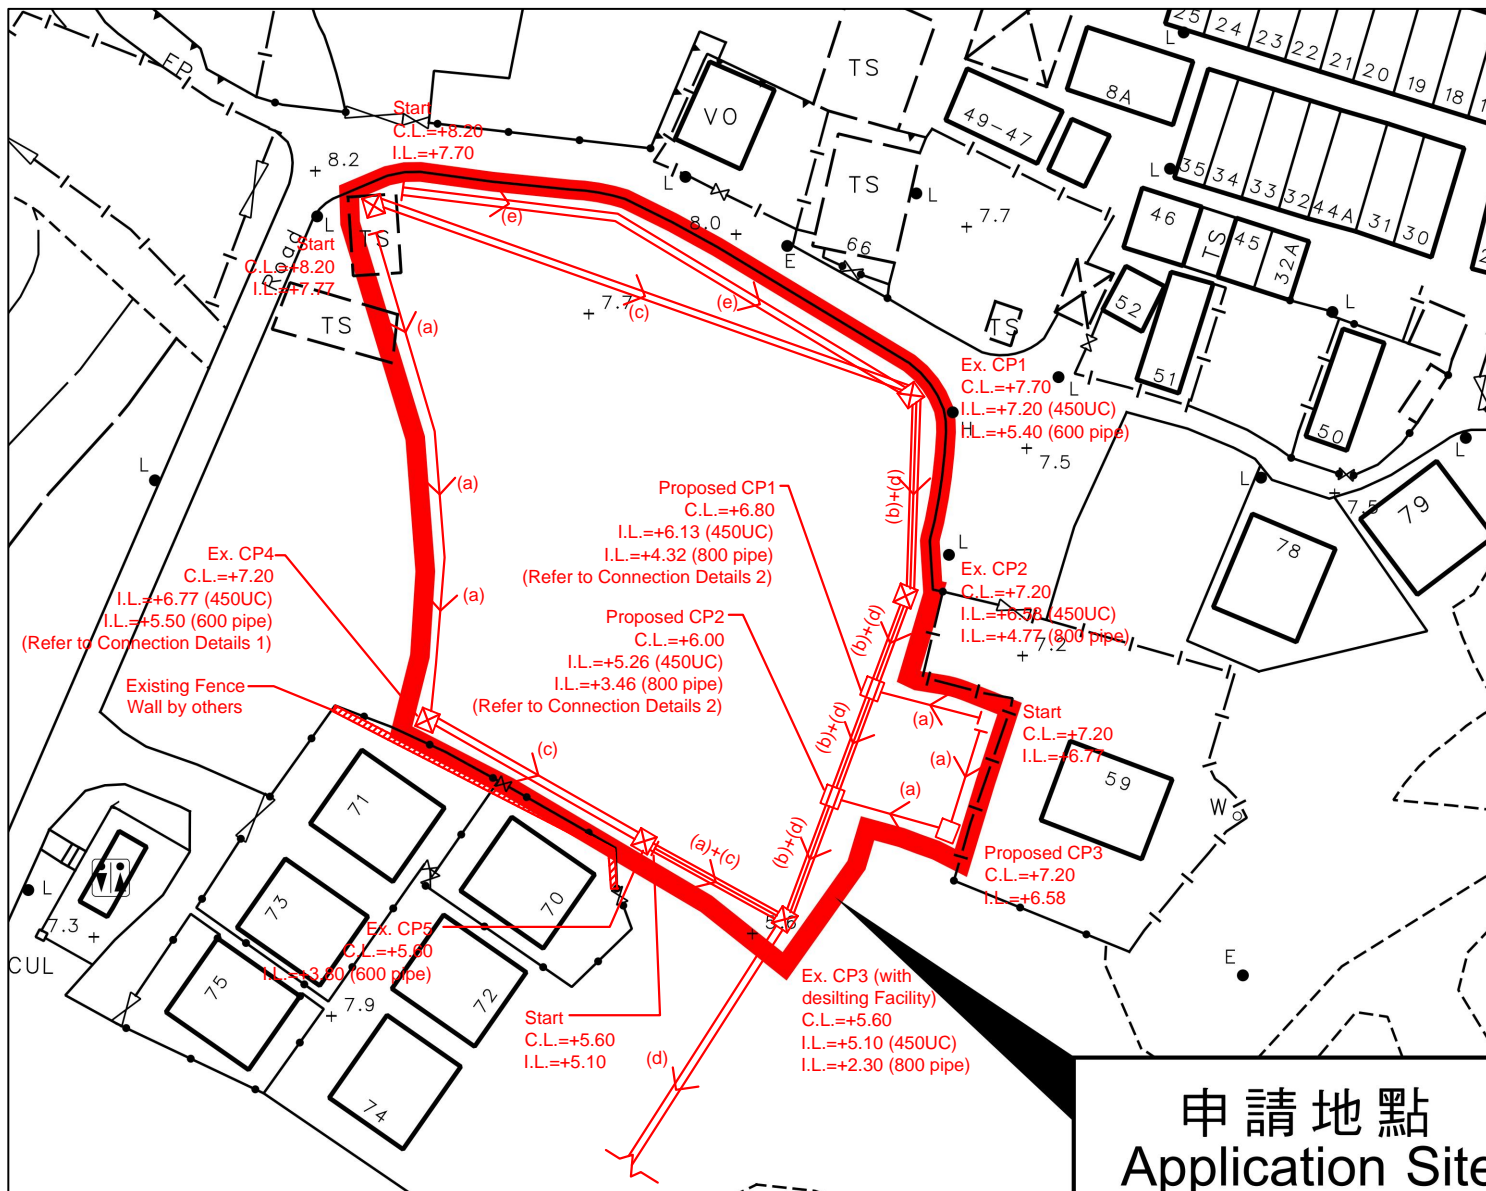 FP
Start
C.L.=+8.20
I.L.=+7.70
8.2
L
Road
Start
C.L.=+8.20
I.L.=+7.77
TS
TS
(a)
(e)
(c)
(e)
7.7
VO
L
8.0
E
66
TS
TS
L
7.7
49-47
8A
L
25
24
23
22
21
20
19
18
L
35
34
33
32
44A
31
30
46
TS
45
32A
52
51
TS
L
L
50
L
L
7.5
79
78
Ex. CP1
C.L.=+7.70
I.L.=+7.20 (450UC)
I.L.=+5.40 (600 pipe)
H
7.5
L
(a)
(a)
L
(b)+(d)
Proposed CP1
C.L.=+6.80
I.L.=+6.13 (450UC)
I.L.=+4.32 (800 pipe)
(Refer to Connection Details 2)
Ex. CP4
C.L.=+7.20
I.L.=+6.77 (450UC)
I.L.=+5.50 (600 pipe)
(Refer to Connection Details 1)
Ex. CP2
C.L.=+7.20
I.L.=+6.58 (450UC)
I.L.=+4.77 (800 pipe)
7.2
Proposed CP2
C.L.=+6.00
I.L.=+5.26 (450UC)
I.L.=+3.46 (800 pipe)
(Refer to Connection Details 2)
(b)+(d)
(b)+(d)
(b)+(d)
Existing Fence
Wall by others
(a)
(a)
(a)
Start
C.L.=+7.20
I.L.=+6.77
59
W
Proposed CP3
C.L.=+7.20
I.L.=+6.58
(c)
(a)+(c)
71
73
70
72
75
74
L
7.3
CUL
7.9
5.6
Ex. CP5
C.L.=+5.60
I.L.=+3.80 (600 pipe)
Start
C.L.=+5.60
I.L.=+5.10
(d)
Ex. CP3 (with
desilting Facility)
C.L.=+5.60
I.L.=+5.10 (450UC)
I.L.=+2.30 (800 pipe)
E
申請地點
Application Site